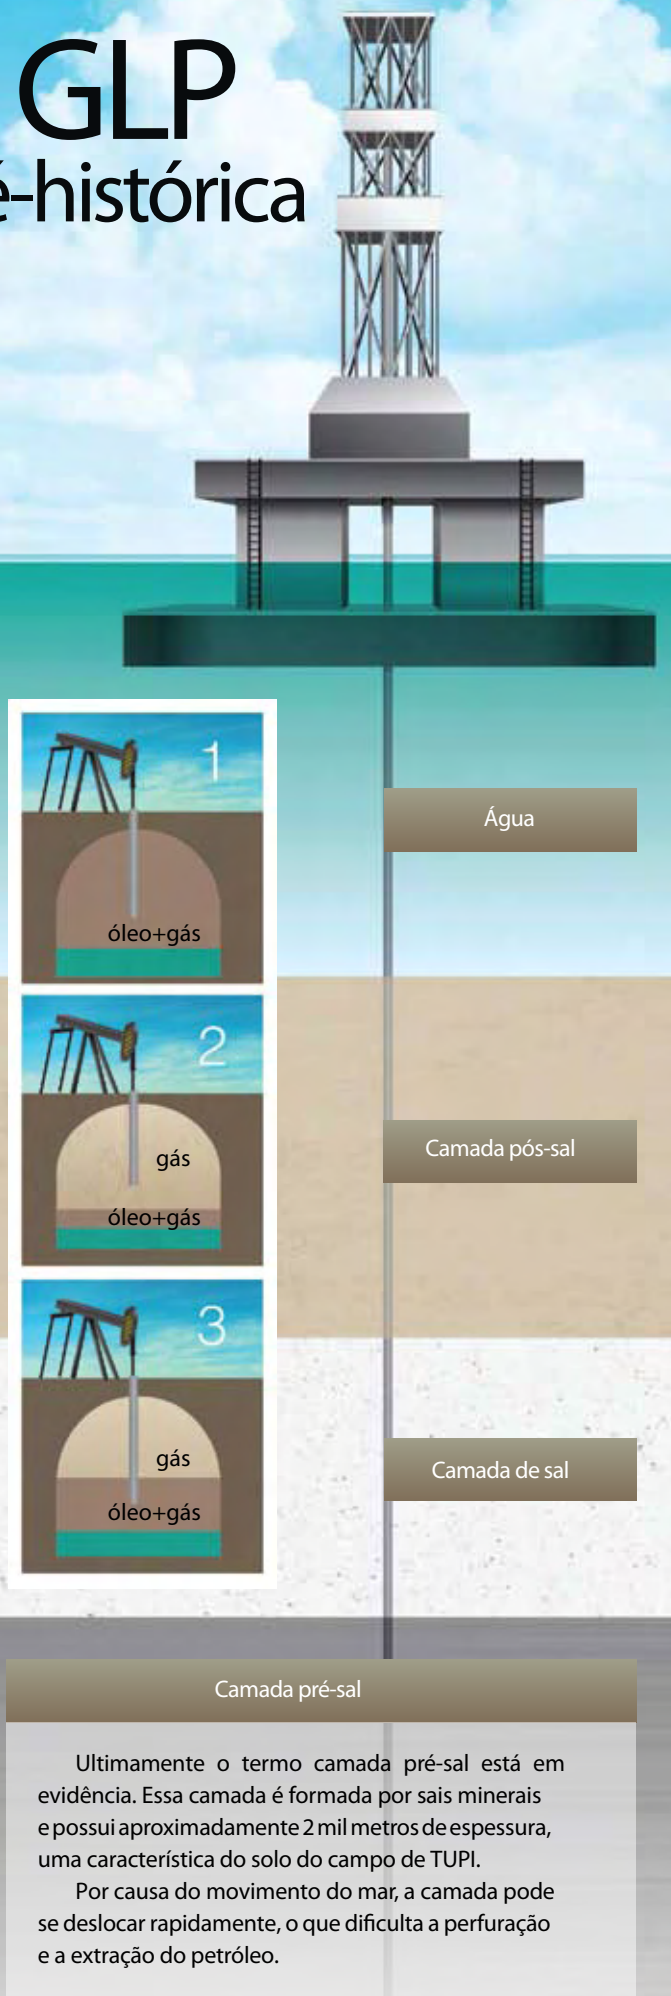 GLP
é-histórica
1
óleo+gás
2
gás
óleo+gás
3
gás
óleo+gás
Água
Camada pós-sal
Camada de sal
Camada pré-sal
Ultimamente o termo camada pré-sal está em
evidência. Essa camada é formada por sais minerais
e possui aproximadamente 2 mil metros de espessura,
uma característica do solo do campo de TUPI.
Por causa do movimento do mar, a camada pode
se deslocar rapidamente, o que dificulta a perfuração
e a extração do petróleo.